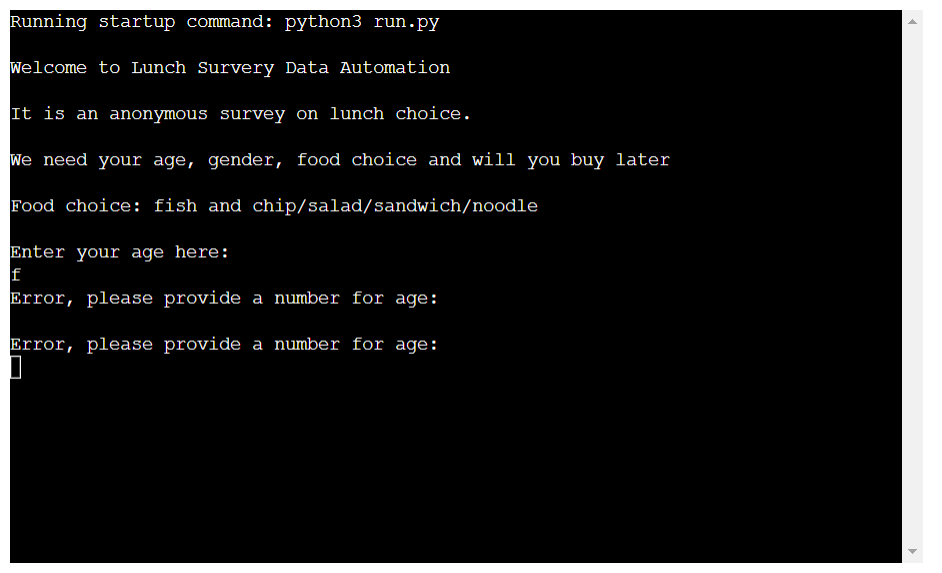 Running startup command: python3 run.py
Welcome to Lunch Survery Data Automation
It is an anonymous survey on lunch choice.
We need your age, gender, food choice and will you buy later
Food choice: fish and chip/salad/sandwich/noodle
Enter your age here:
f
Error, please provide a number for age:
Error, please provide a number for age: